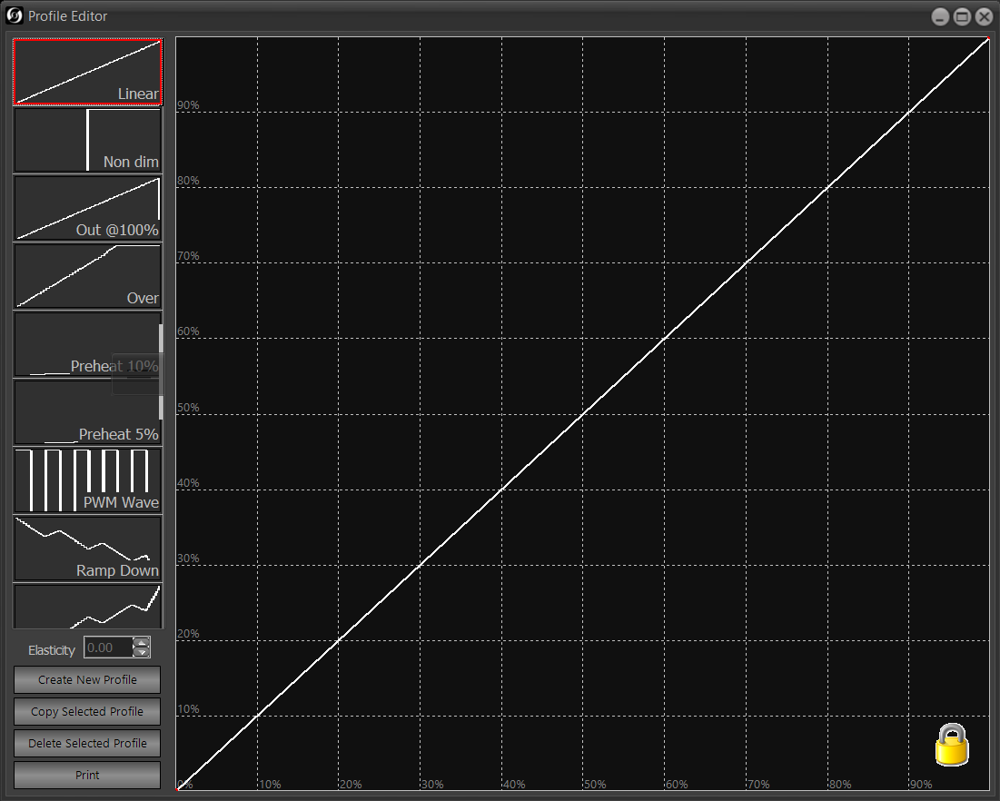 Profile Editor
Linear
Non dim
Out @100%
Over
Preheat 10%
Preheat 5%
PWM Wave
Ramp Down
Elasticity 0.00
Create New Profile
Copy Selected Profile
Delete Selected Profile
Print
90%
80%
70%
60%
50%
40%
30%
20%
10%
0% 10% 20% 30% 40% 50% 60% 70% 80% 90%